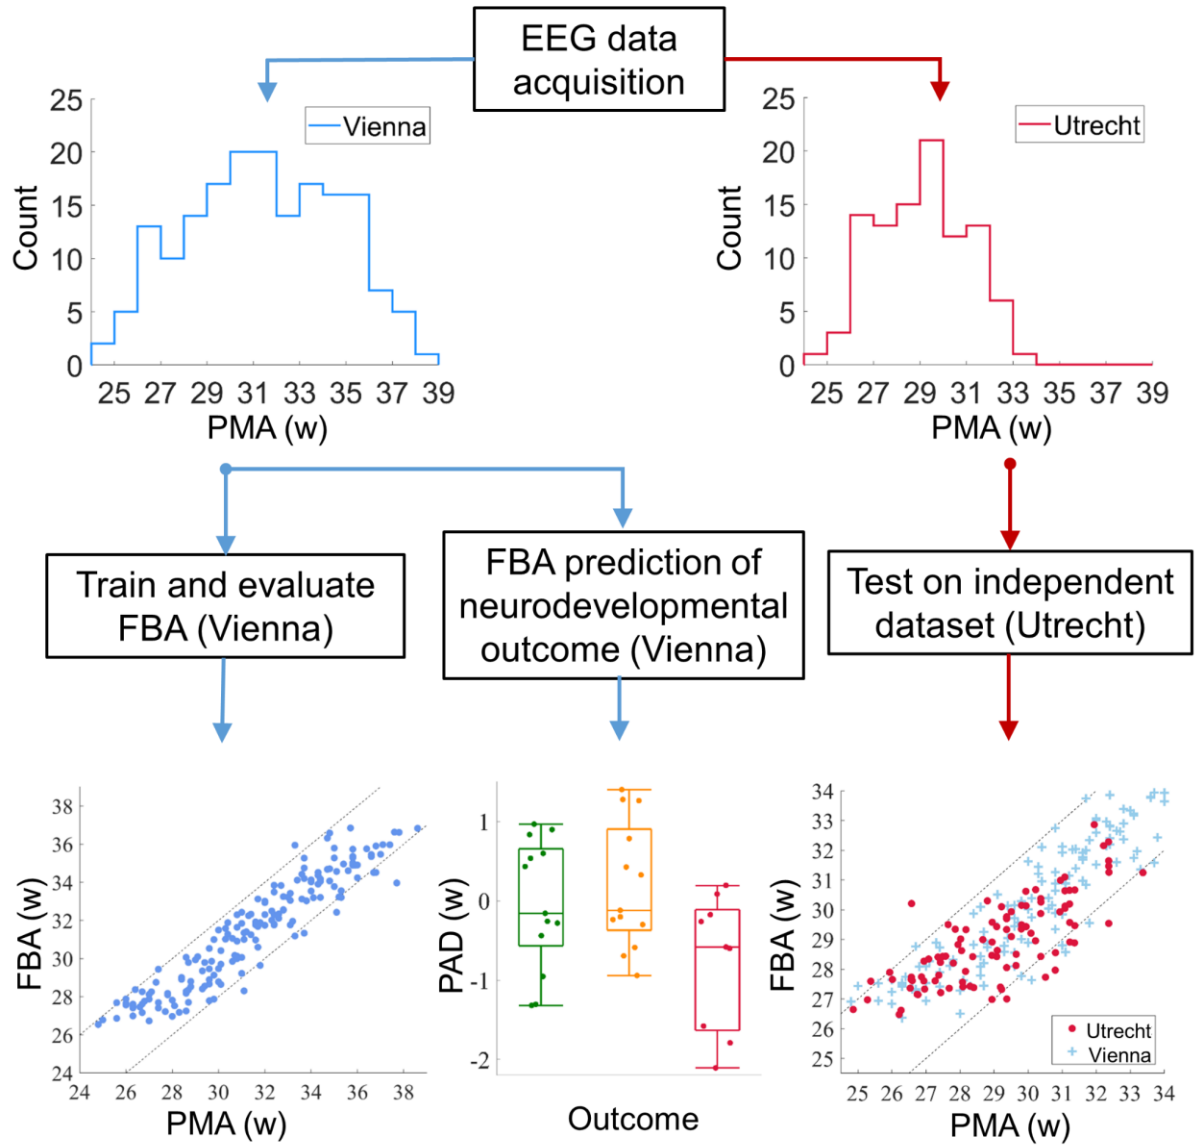 EEG data
acquisition
25
20
15
10
5
0
Count
Vienna
25 27 29 31 33 35 37 39
PMA (w)
25
20
15
10
5
0
Count
Utrecht
25 27 29 31 33 35 37 39
PMA (w)
Train and evaluate
FBA (Vienna)
FBA prediction of
neurodevelopmental
outcome (Vienna)
Test on independent
dataset (Utrecht)
38
36
34
32
30
28
26
24
FBA (w)
24 26 28 30 32 34 36 38
PMA (w)
1
0
-1
-2
PAD (w)
Outcome
34
33
32
31
30
29
28
27
26
25
FBA (w)
Utrecht
Vienna
25 26 27 28 29 30 31 32 33 34
PMA (w)